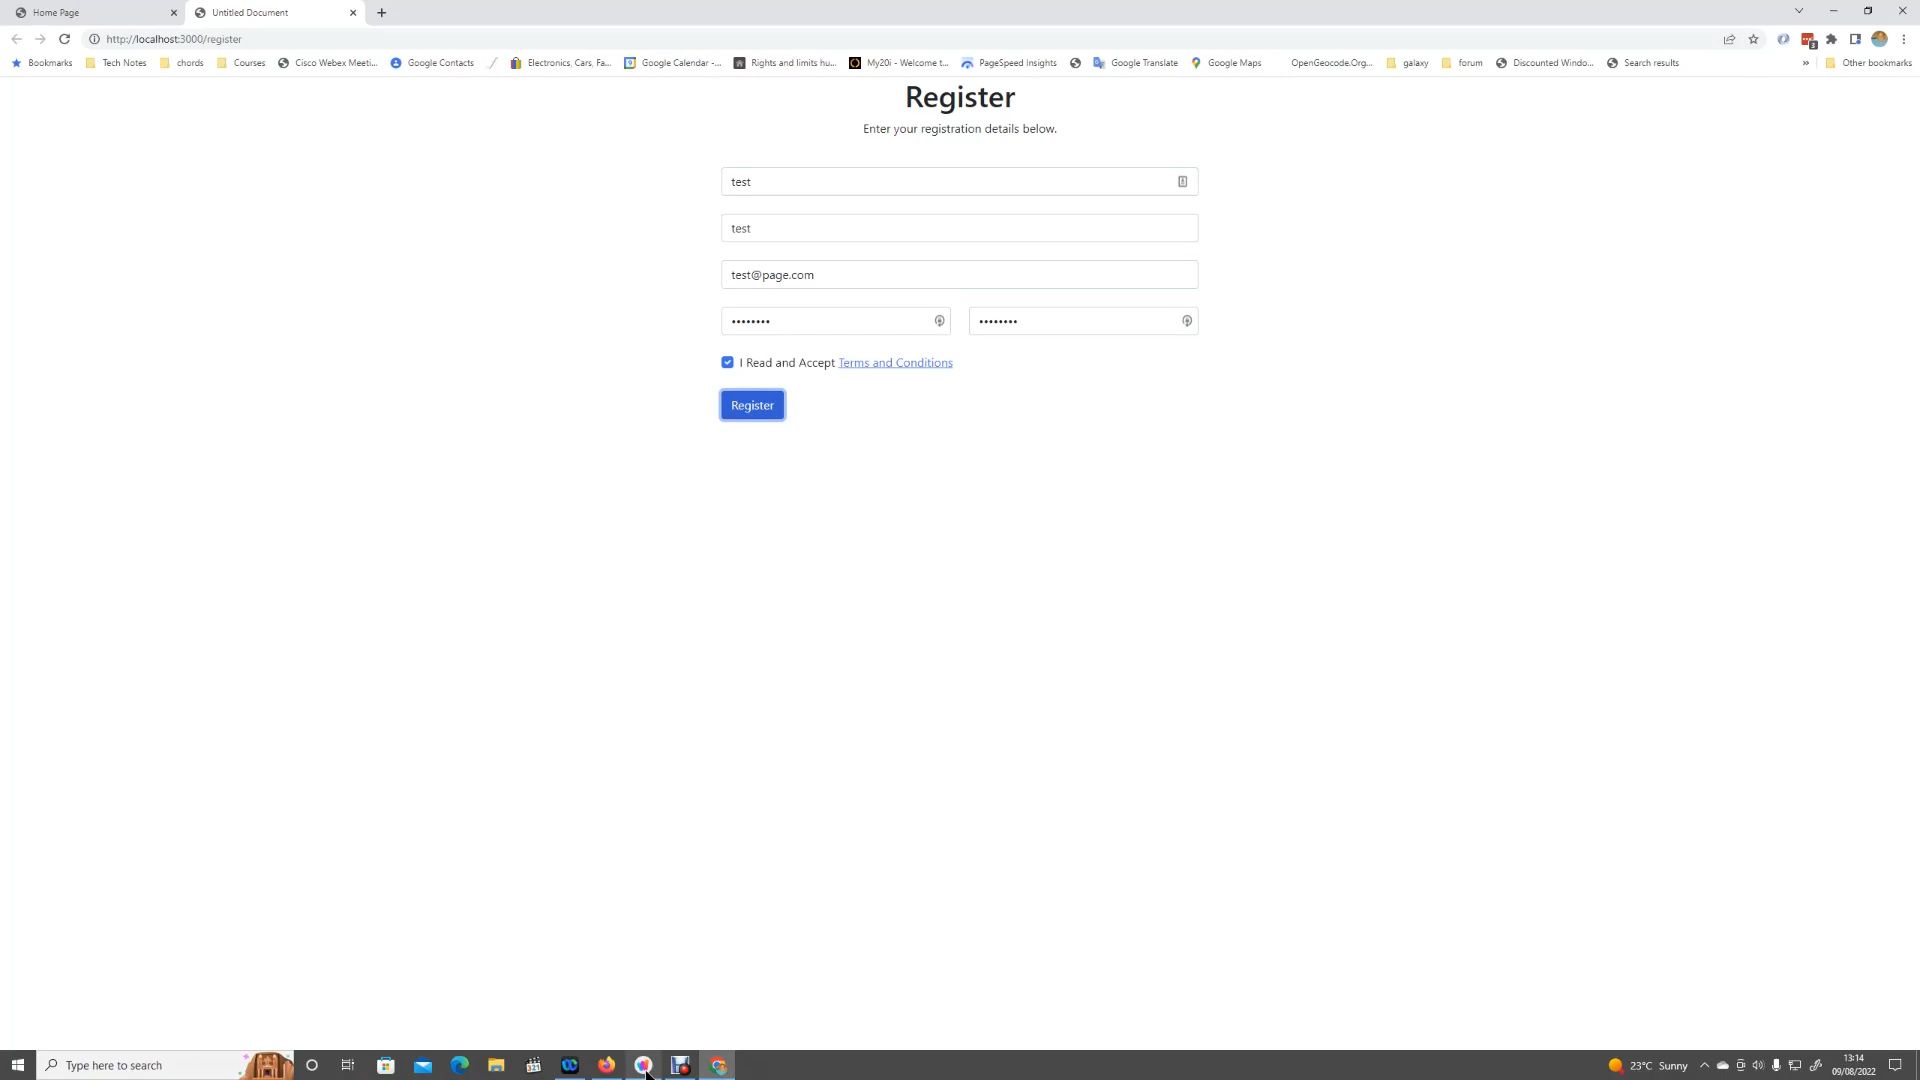 Home Page
Untitled Document
http://localhost:3000/register
Bookmarks
Tech Notes
chords
Courses
Cisco Webex Meeti...
Google Contacts
Electronics, Cars, Fa...
Google Calendar -...
Rights and limits hu...
My20i - Welcome t...
PageSpeed Insights
Google Translate
Google Maps
OpenGeocode.Org...
galaxy
forum
Discounted Windo...
Search results
»
Other bookmarks
Register
Enter your registration details below.
test
test
test@page.com
•••••••• ••••••••
I Read and Accept Terms and Conditions
Register
Type here to search
23°C Sunny
13:14
09/08/2022